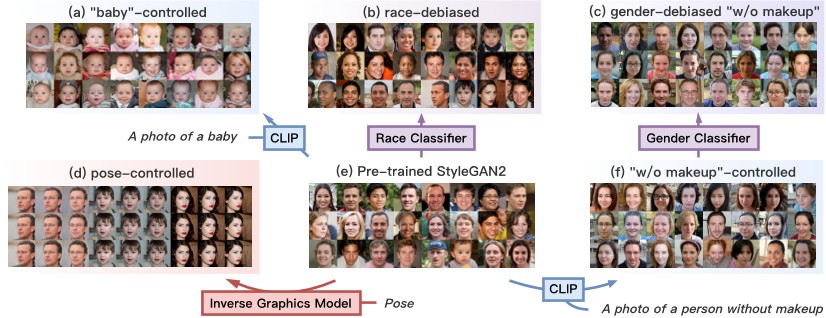 (a) "baby"-controlled
(b) race-debiased
(c) gender-debiased "w/o makeup"
A photo of a baby
CLIP
Race Classifier
Gender Classifier
(d) pose-controlled
(e) Pre-trained StyleGAN2
(f) "w/o makeup"-controlled
Inverse Graphics Model
Pose
CLIP
A photo of a person without makeup